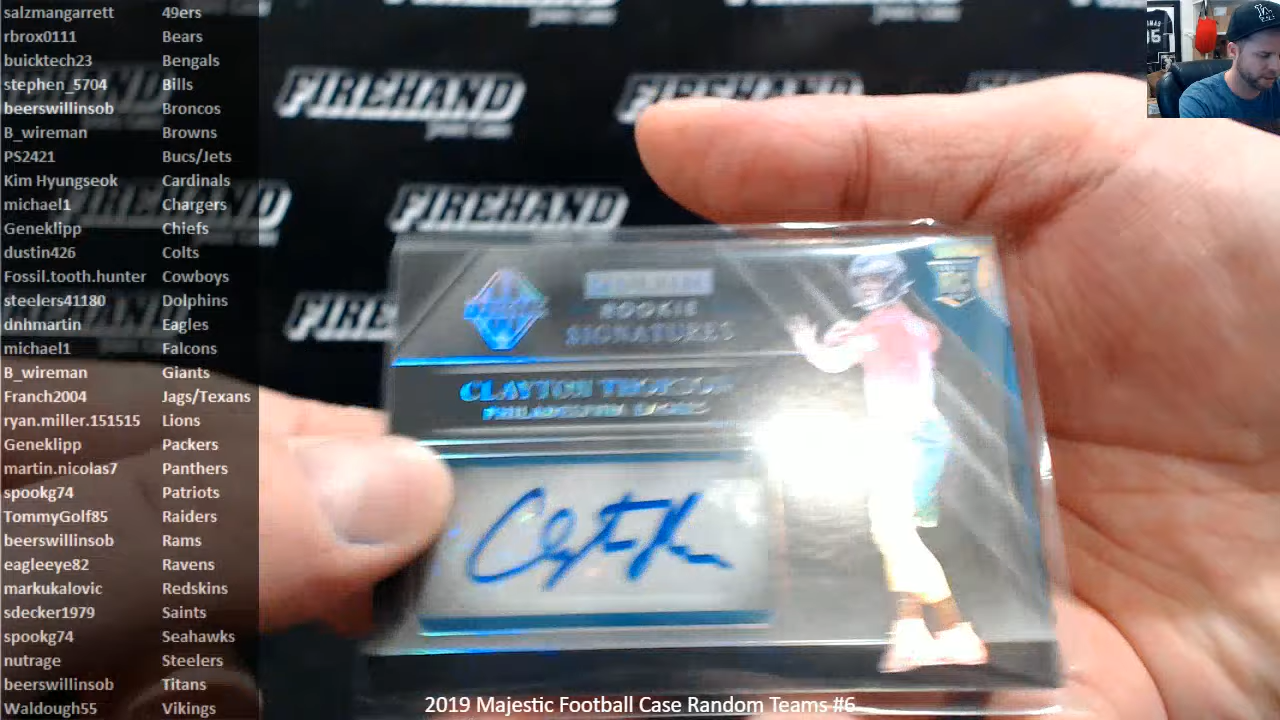 salzmangarrett 49ers
rbrox0111 Bears
buicktech23 Bengals
stephen_5704 Bills
beerswillinsob Broncos
B_wireman Browns
PS2421 Bucs/Jets
Kim Hyungseok Cardinals
michael1 Chargers
Geneklipp Chiefs
dustin426 Colts
Fossil.tooth.hunter Cowboys
steelers41180 Dolphins
dnhmartin Eagles
michael1 Falcons
B_wireman Giants
Franch2004 Jags/Texans
ryan.miller.151515 Lions
Geneklipp Packers
martin.nicolas7 Panthers
spookg74 Patriots
TommyGolf85 Raiders
beerswillinsob Rams
eagleeye82 Ravens
markukalovic Redskins
sdecker1979 Saints
spookg74 Seahawks
nutrage Steelers
beerswillinsob Titans
Waldough55 Vikings
FIREHAND
FIREHAND
FIREHAND
FIRE
ROOKIE
SIGNATURES
CLAYTON THORSON
PHILADELPHIA EAGLES
2019 Majestic Football Case Random Teams #6